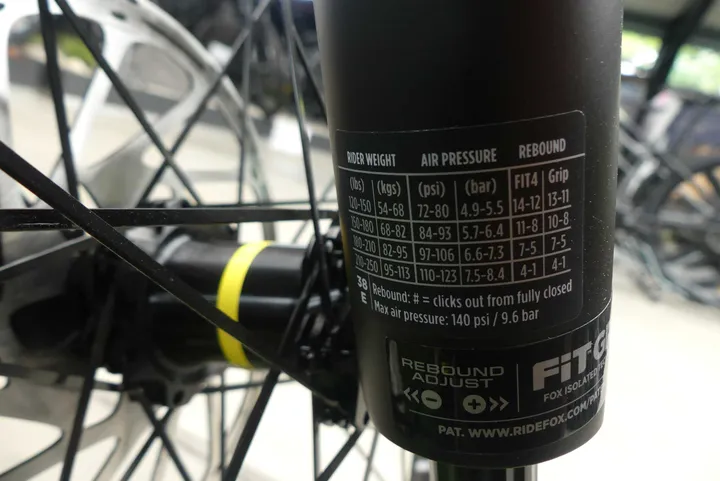 RIDER WEIGHT AIR PRESSURE REBOUND
(lbs) (kgs) (psi) (bar) FIT4 Grip
120-150 54-68 72-80 4.9-5.5 14-12 13-11
150-180 68-82 84-93 5.7-6.4 11-8 10-8
180-210 82-95 97-106 6.6-7.3 7-5 7-5
210-250 95-113 110-123 7.5-8.4 4-1 4-1
38 Rebound: # = clicks out from fully closed
E Max air pressure: 140 psi / 9.6 bar
REBOUND
ADJUST
FiT
FOX ISOLATED
PAT. WWW.RIDEFOX.COM/PAT